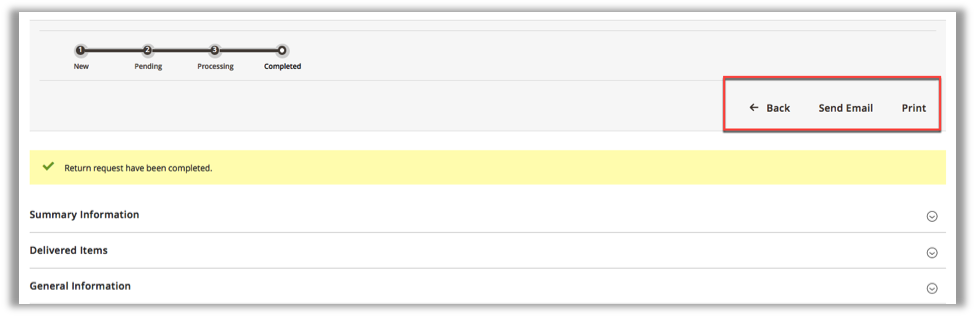 1 2 3
New Pending Processing Completed
← Back Send Email Print
Return request have been completed.
Summary Information
Delivered Items
General Information